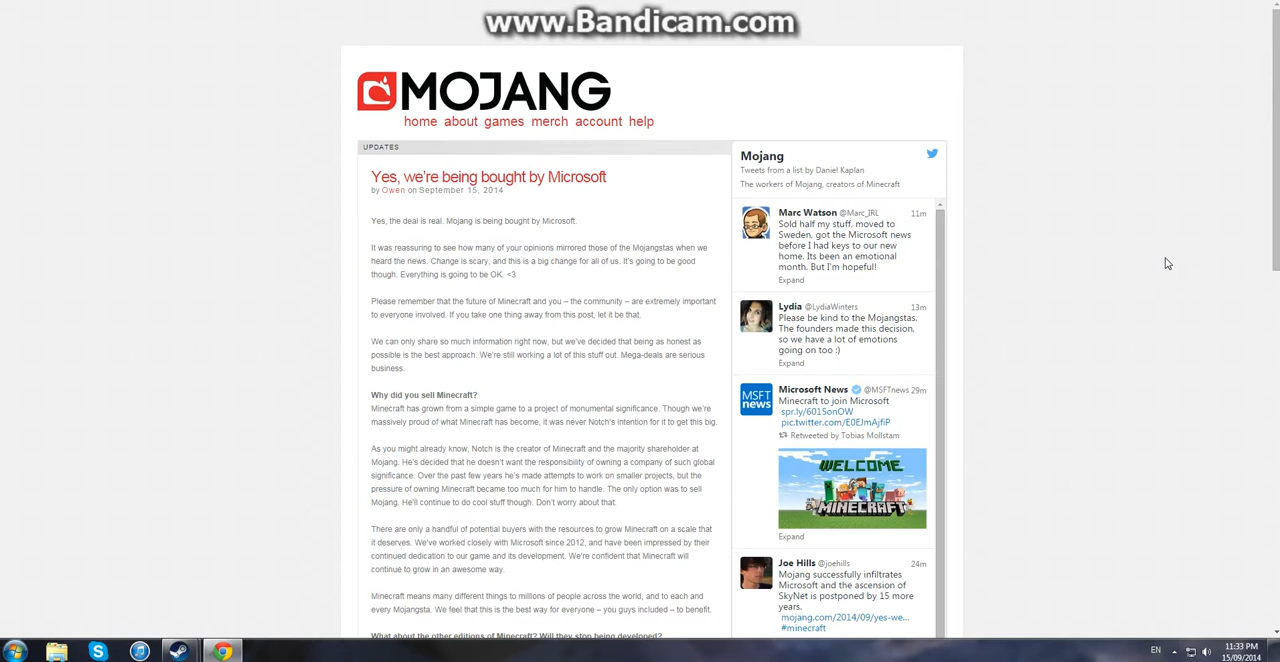 www.Bandicam.com
MOJANG
home about games merch account help
UPDATES
Yes, we're being bought by Microsoft
by Owen on September 15, 2014
Yes, the deal is real. Mojang is being bought by Microsoft.
It was reassuring to see how many of your opinions mirrored those of the Mojangstas when we
heard the news. Change is scary, and this is a big change for all of us. It's going to be good
though. Everything is going to be OK. <3
Please remember that the future of Minecraft and you – the community – are extremely important
to everyone involved. If you take one thing away from this post, let it be that.
We can only share so much information right now, but we've decided that being as honest as
possible is the best approach. We're still working a lot of this stuff out. Mega-deals are serious
business.
Why did you sell Minecraft?
Minecraft has grown from a simple game to a project of monumental significance. Though we're
massively proud of what Minecraft has become, it was never Notch's intention for it to get this big.
As you might already know, Notch is the creator of Minecraft and the majority shareholder at
Mojang. He's decided that he doesn't want the responsibility of owning a company of such global
significance. Over the past few years he's made attempts to work on smaller projects, but the
pressure of owning Minecraft became too much for him to handle. The only option was to sell
Mojang. He'll continue to do cool stuff though. Don't worry about that.
There are only a handful of potential buyers with the resources to grow Minecraft on a scale that
it deserves. We've worked closely with Microsoft since 2012, and have been impressed by their
continued dedication to our game and its development. We're confident that Minecraft will
continue to grow in an awesome way.
Minecraft means many different things to millions of people across the world, and to each and
every Mojangsta. We feel that this is the best way for everyone – you guys included – to benefit.
What about the other editions of Minecraft? Will they stop being developed?
Mojang
Tweets from a list by Daniel Kaplan
The workers of Mojang, creators of Minecraft
Marc Watson @Marc_IRL 11m
Sold half my stuff, moved to
Sweden, got the Microsoft news
before I had keys to our new
home. Its been an emotional
month. But I'm hopeful!
Expand
Lydia @LydiaWinters 13m
Please be kind to the Mojangstas.
The founders made this decision,
so we have a lot of emotions
going on too :)
Expand
MSFT
news
Microsoft News @MSFTnews 29m
Minecraft to join Microsoft
spr.ly/6015onOW
pic.twitter.com/E0EJmAjfiP
Retweeted by Tobias Mollstam
WELCOME
MINECRAFT
Expand
Joe Hills @joehills 24m
Mojang successfully infiltrates
Microsoft and the ascension of
SkyNet is postponed by 15 more
years.
mojang.com/2014/09/yes-we...
#minecraft
EN
11:33 PM
15/09/2014